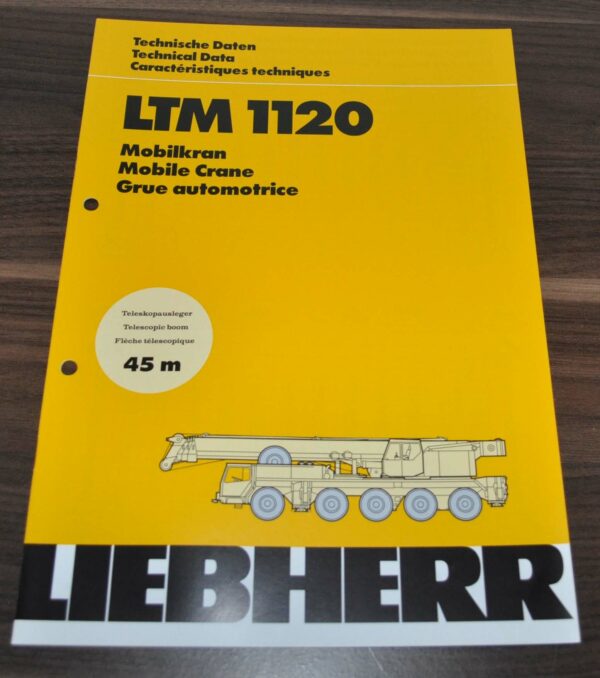 Technische Daten
Technical Data
Caractéristiques techniques
LTM 1120
Mobilkran
Mobile Crane
Grue automotrice
Teleskopausleger
Telescopic boom
Flèche télescopique
45 m
LIEBHERR